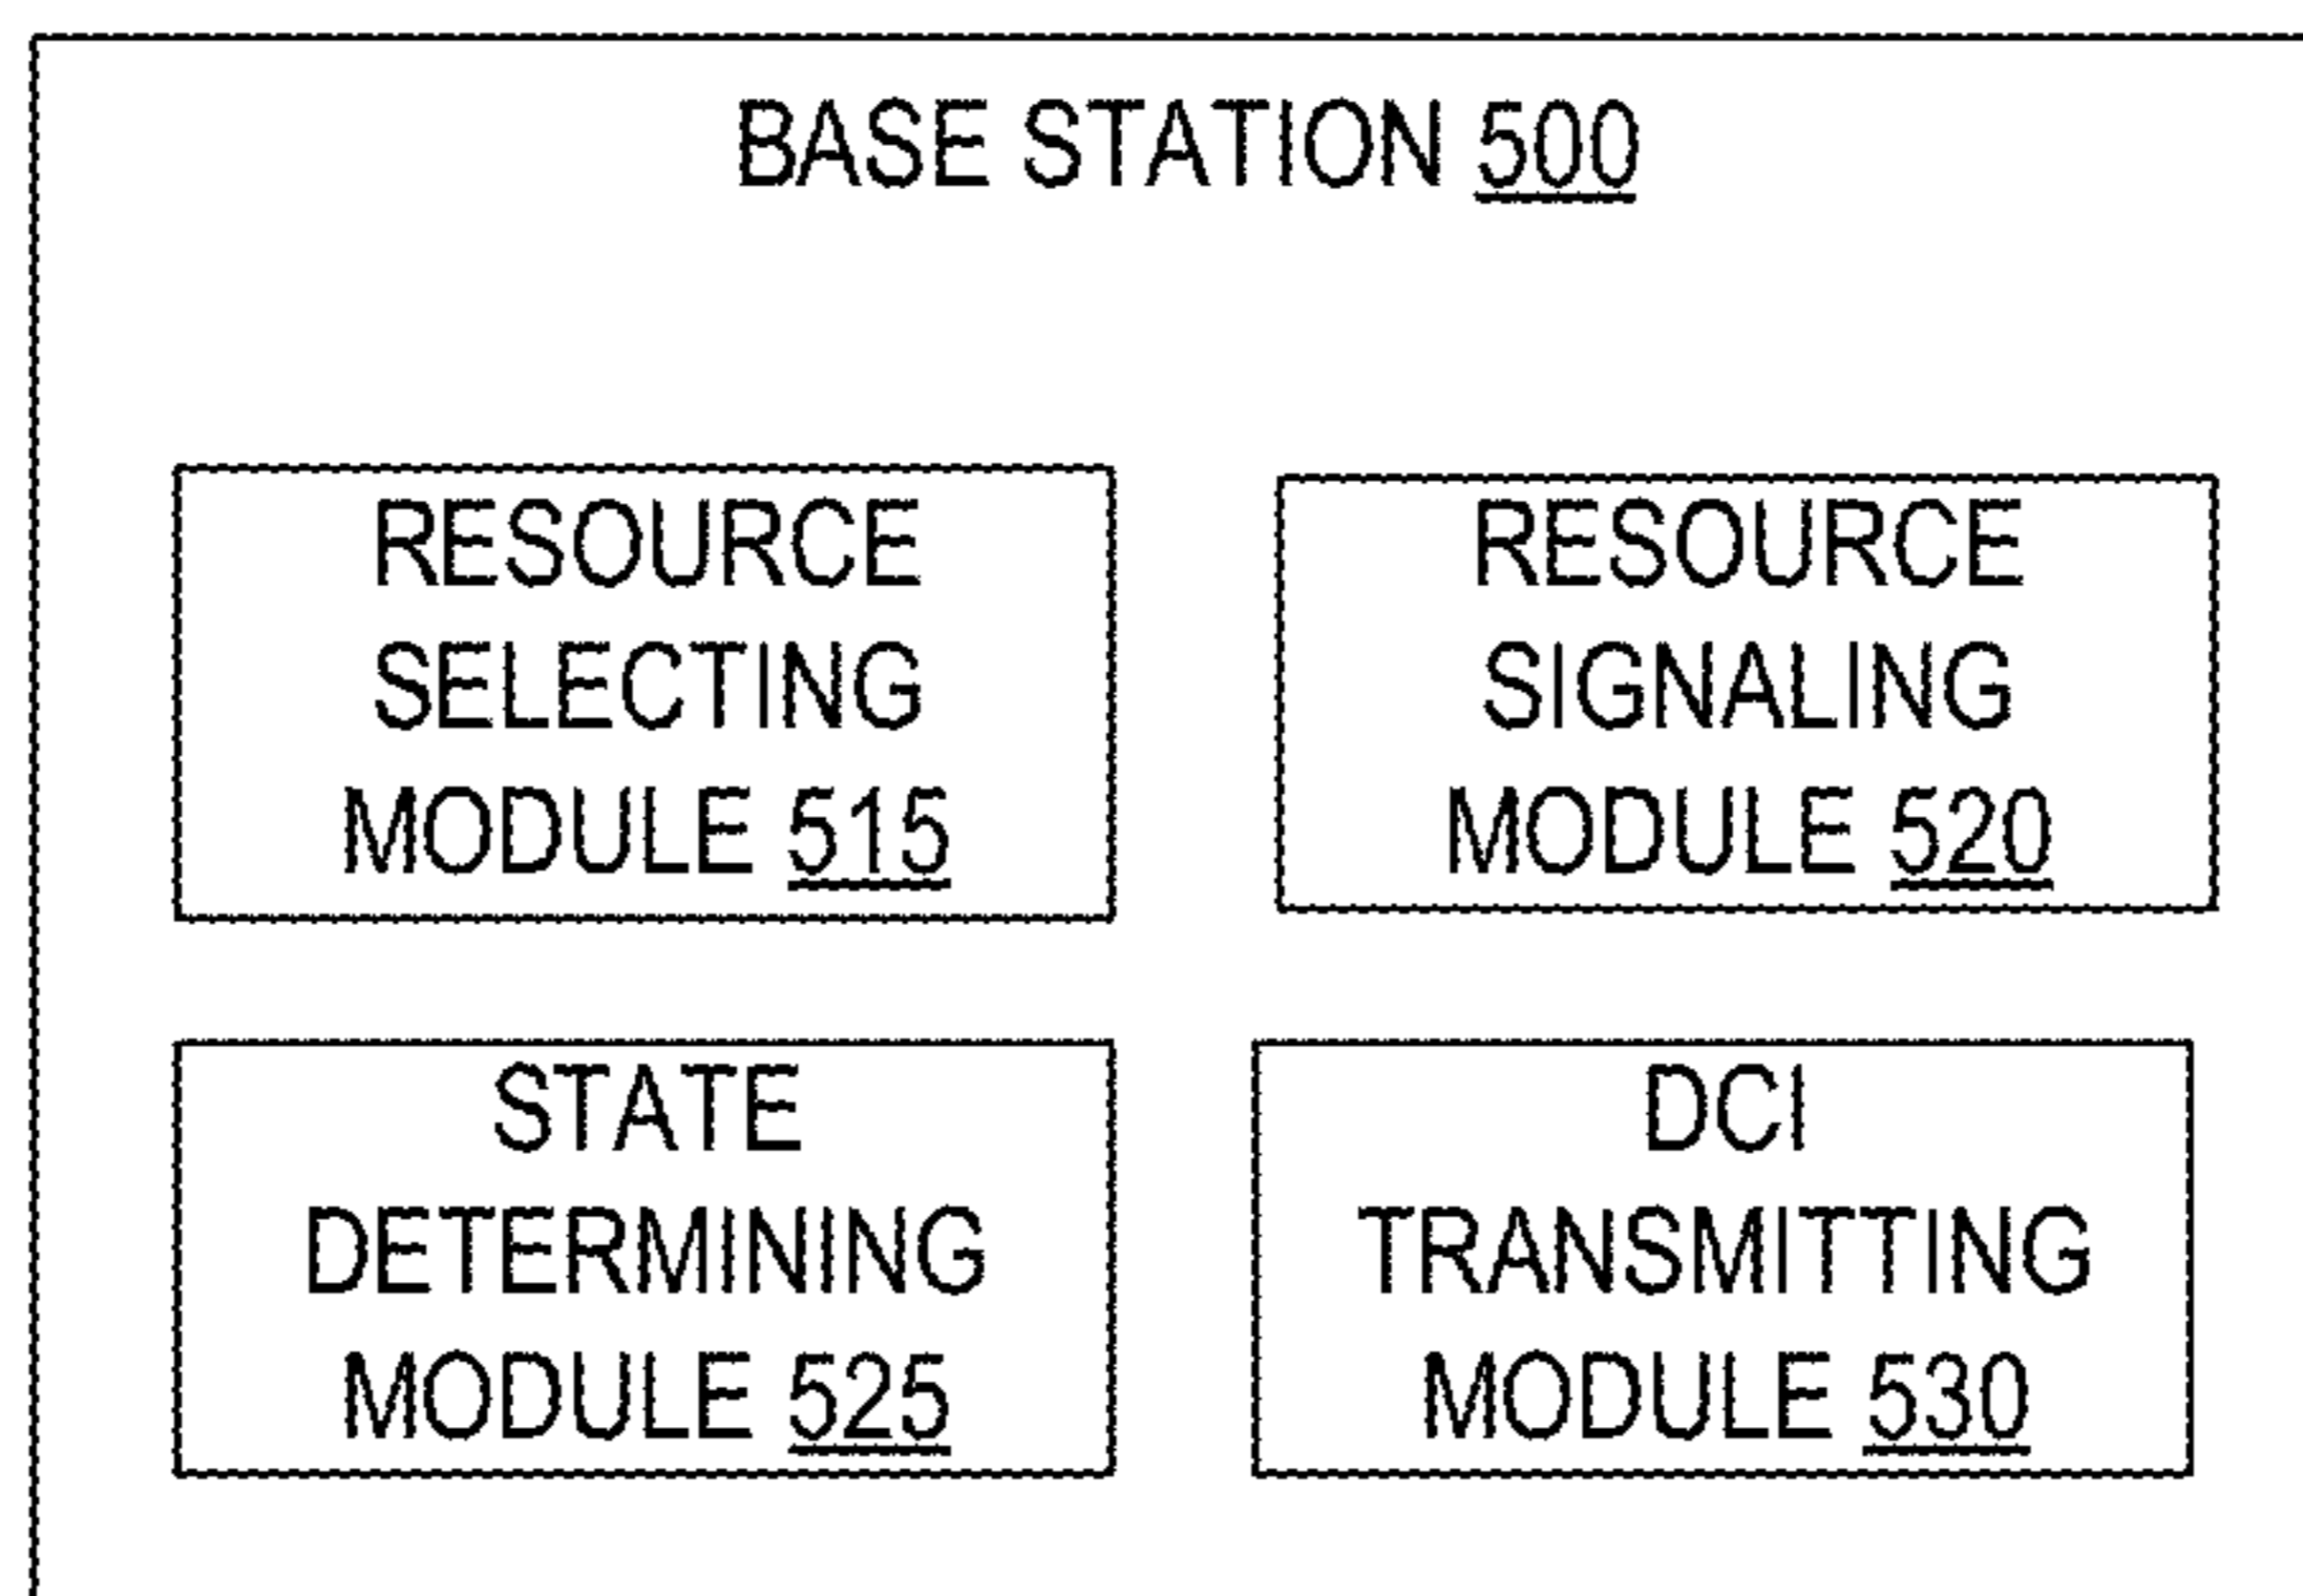 BASE STATION 500
RESOURCE
SELECTING
MODULE 515
RESOURCE
SIGNALING
MODULE 520
STATE
DETERMINING
MODULE 525
DCI
TRANSMITTING
MODULE 530